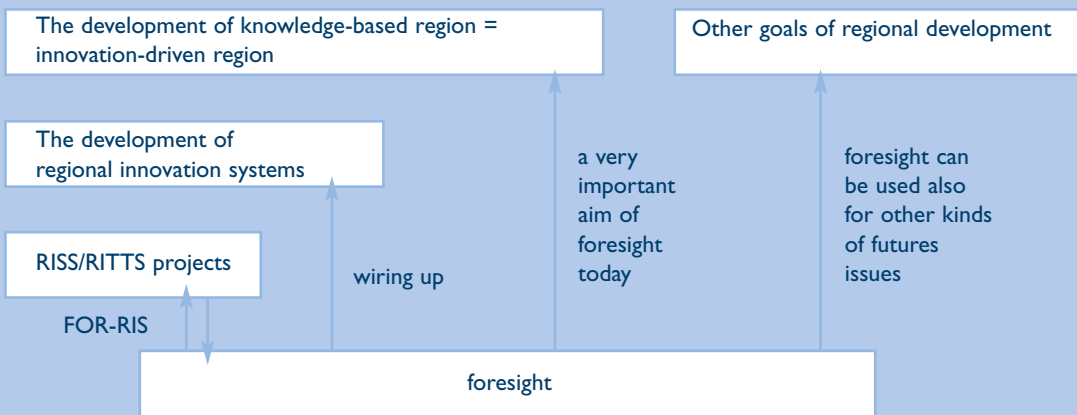 The development of knowledge-based region =
innovation-driven region
Other goals of regional development
The development of
regional innovation systems
a very
important
aim of
foresight
today
foresight can
be used also
for other kinds
of futures
issues
RISS/RITTS projects
wiring up
FOR-RIS
foresight